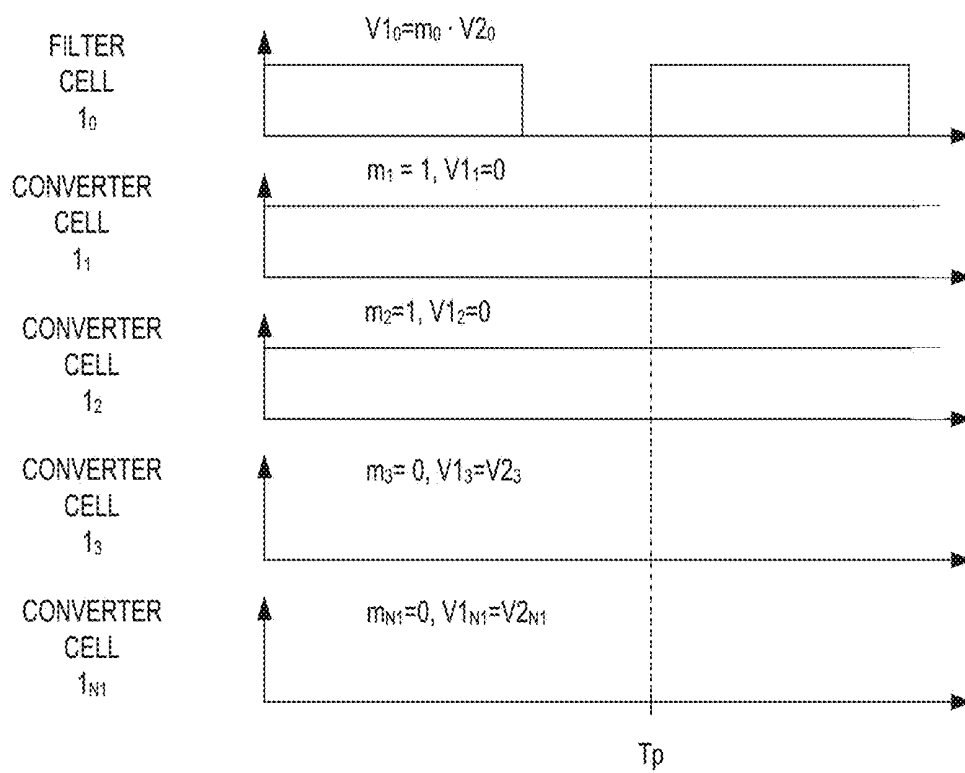 V1₀=m₀ · V2₀
FILTER
CELL
1₀
m₁ = 1, V1₁=0
CONVERTER
CELL
1₁
m₂=1, V1₂=0
CONVERTER
CELL
1₂
m₃= 0, V1₃=V2₃
CONVERTER
CELL
1₃
mN1=0, V1N1=V2N1
CONVERTER
CELL
1N1
Tp